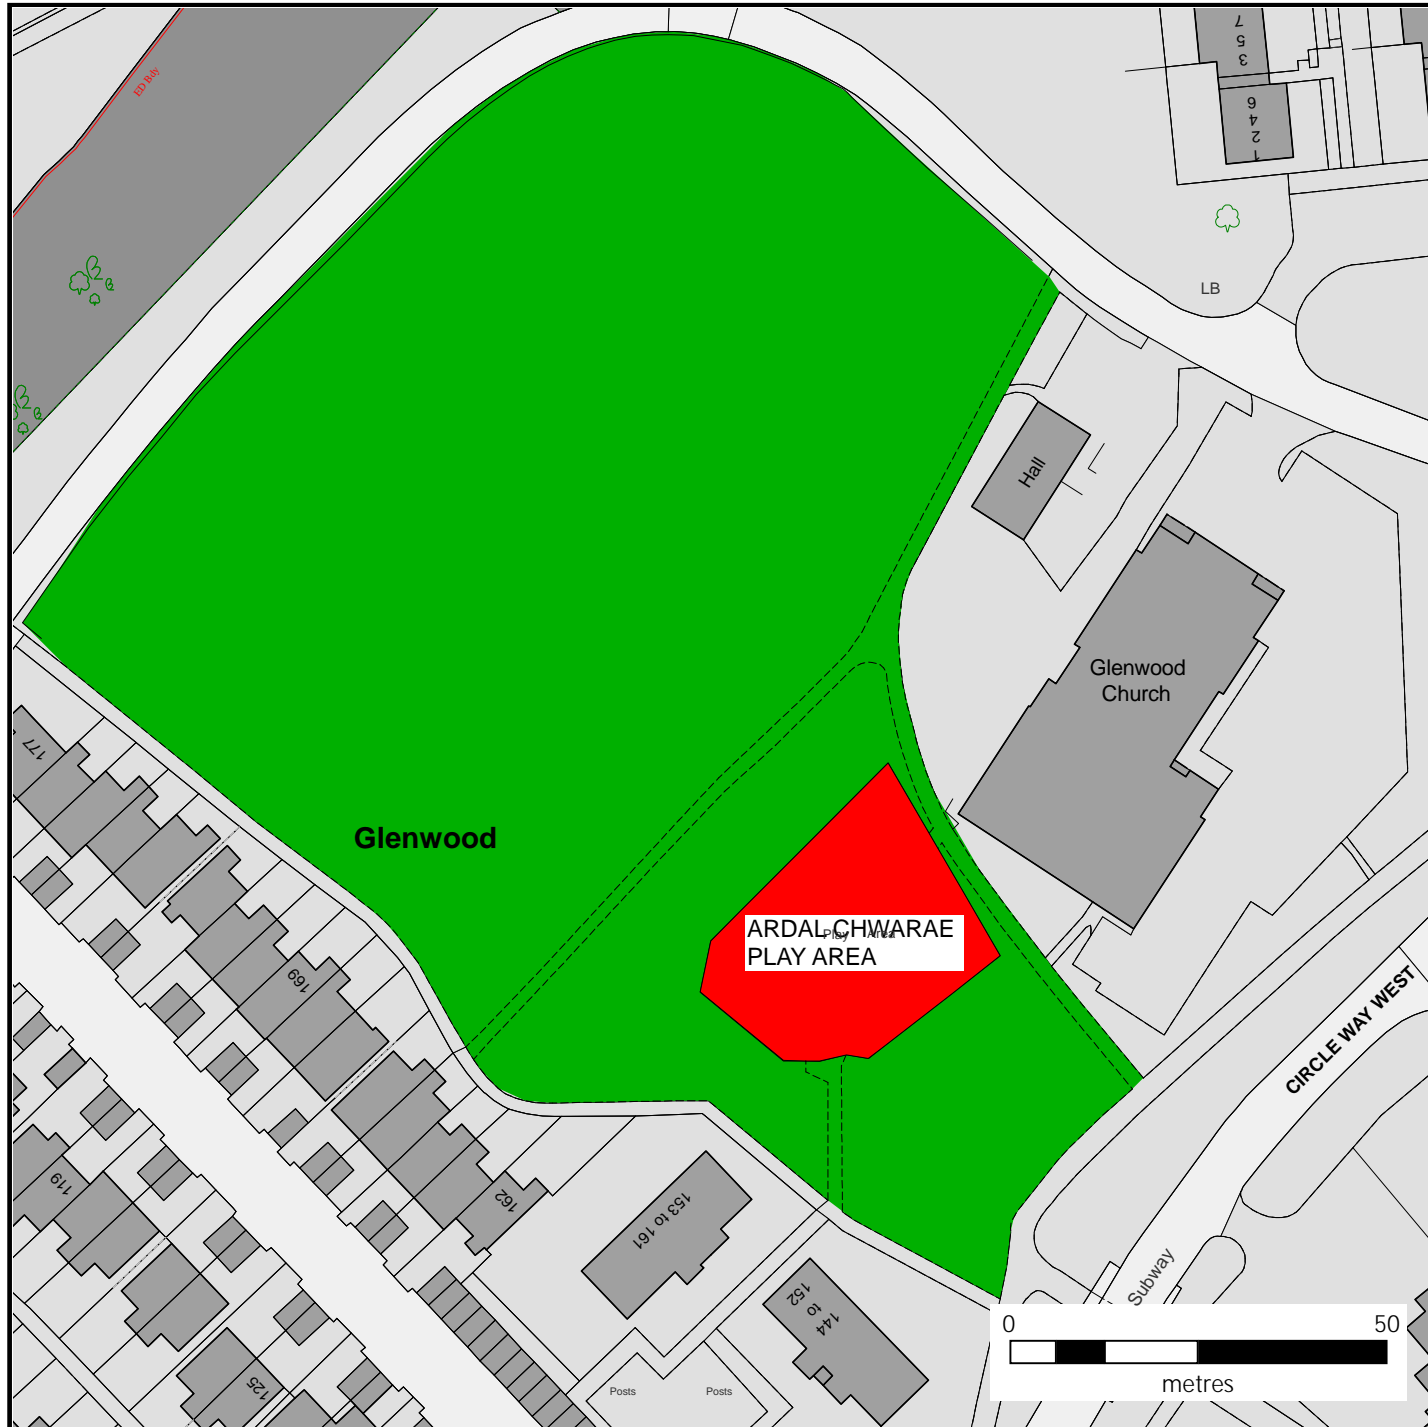 ED Bdy
7
5
3
6
4
2
1
LB
Hall
Glenwood
Church
177
Glenwood
ARDAL CHWARAE
PLAY AREA
Play Area
169
CIRCLE WAY WEST
119
162
153 to 161
Subway
144
to
152
125
Posts
Posts
0 50
metres